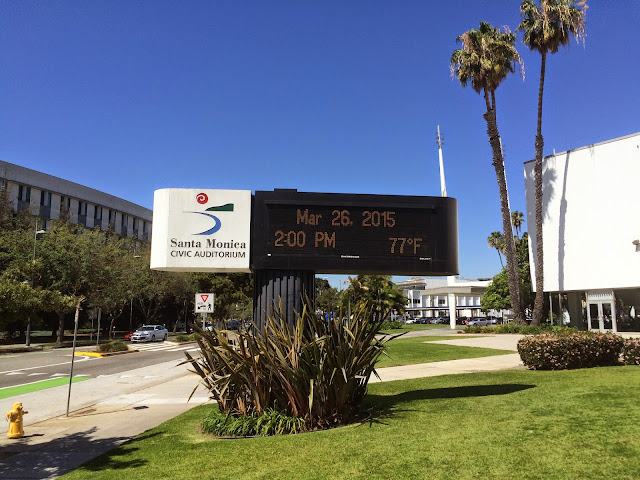 Santa Monica
CIVIC AUDITORIUM
Mar 26, 2015
2:00 PM 77°F